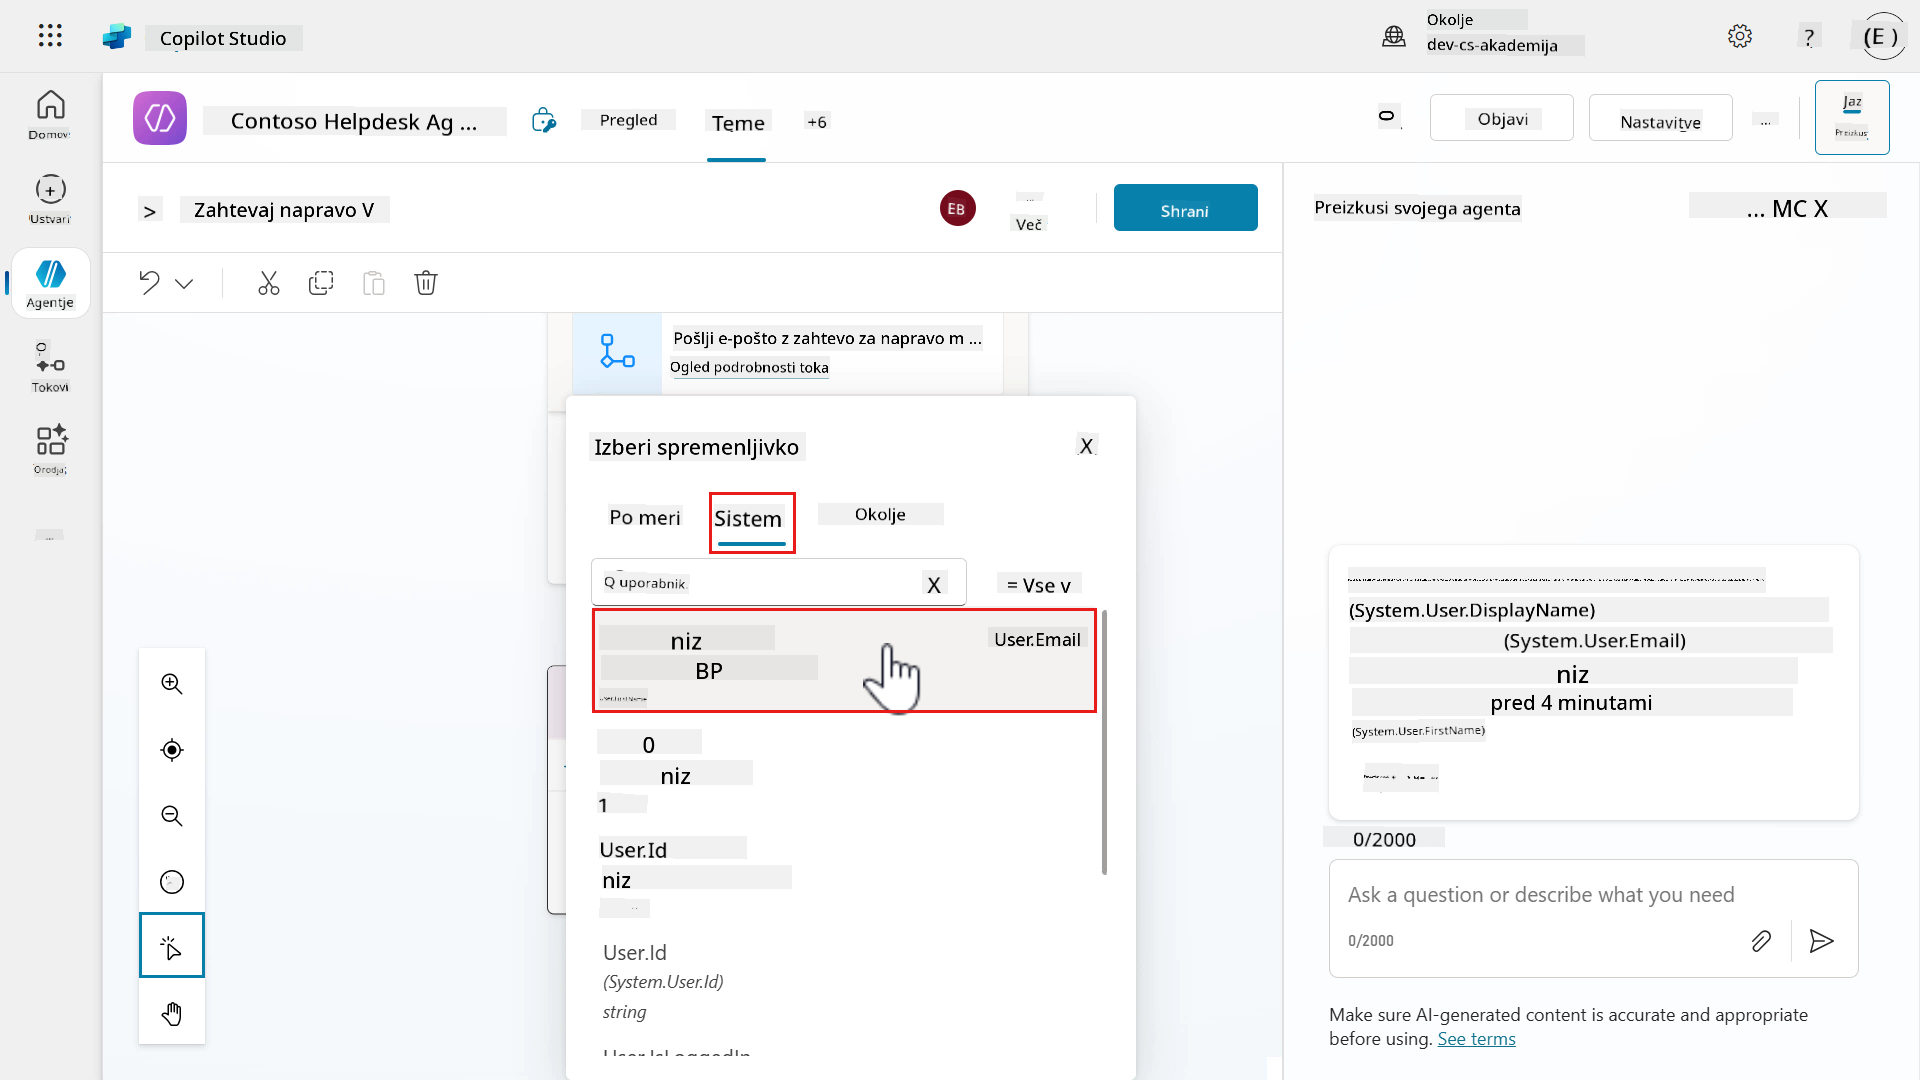 Copilot Studio
Okolje
dev-cs-akademija
?
(E )
Domov
Ustvari
Agentje
Tokovi
Orodja
Contoso Helpdesk Ag ...
Pregled
Teme
+6
Objavi
Nastavitve
...
Jaz
Preizkus
> Zahtevaj napravo V
EB
...
Več
Shrani
Pošlji e-pošto z zahtevo za napravo m ...
Ogled podrobnosti toka
Izberi spremenljivko
X
Po meri
Sistem
Okolje
Q uporabnik.
X
= Vse v
niz
User.Email
BP
User.FirstName
0
niz
1
User.Id
niz
User.Id
(System.User.Id)
string
User.IsLoggedIn
Preizkusi svojega agenta
... MC X
(System.User.DisplayName)
(System.User.Email)
niz
pred 4 minutami
(System.User.FirstName)
0/2000
Ask a question or describe what you need
0/2000
Make sure AI-generated content is accurate and appropriate
before using. See terms